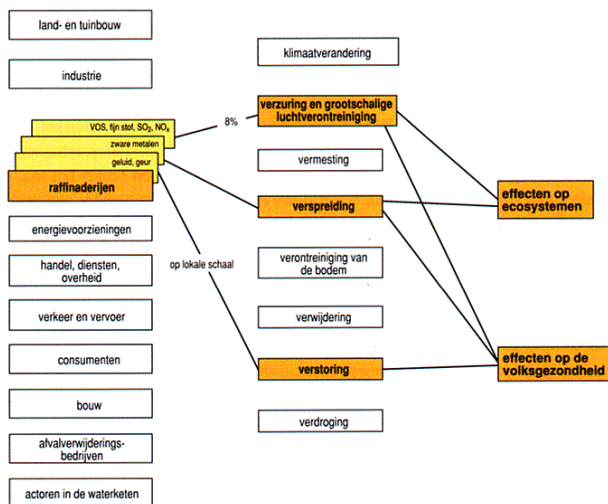 land- en tuinbouw
industrie
VOS, fijn stof, SO₂, NOₓ
zware metalen
geluid, geur
raffinaderijen
energievoorzieningen
handel, diensten,
overheid
verkeer en vervoer
consumenten
bouw
afvalverwijderings-
bedrijven
actoren in de waterketen
8%
op lokale schaal
klimaatverandering
verzuring en grootschalige
luchtverontreiniging
vermesting
verspreiding
verontreiniging van
de bodem
verwijdering
verstoring
verdroging
effecten op
ecosystemen
effecten op de
volksgezondheid